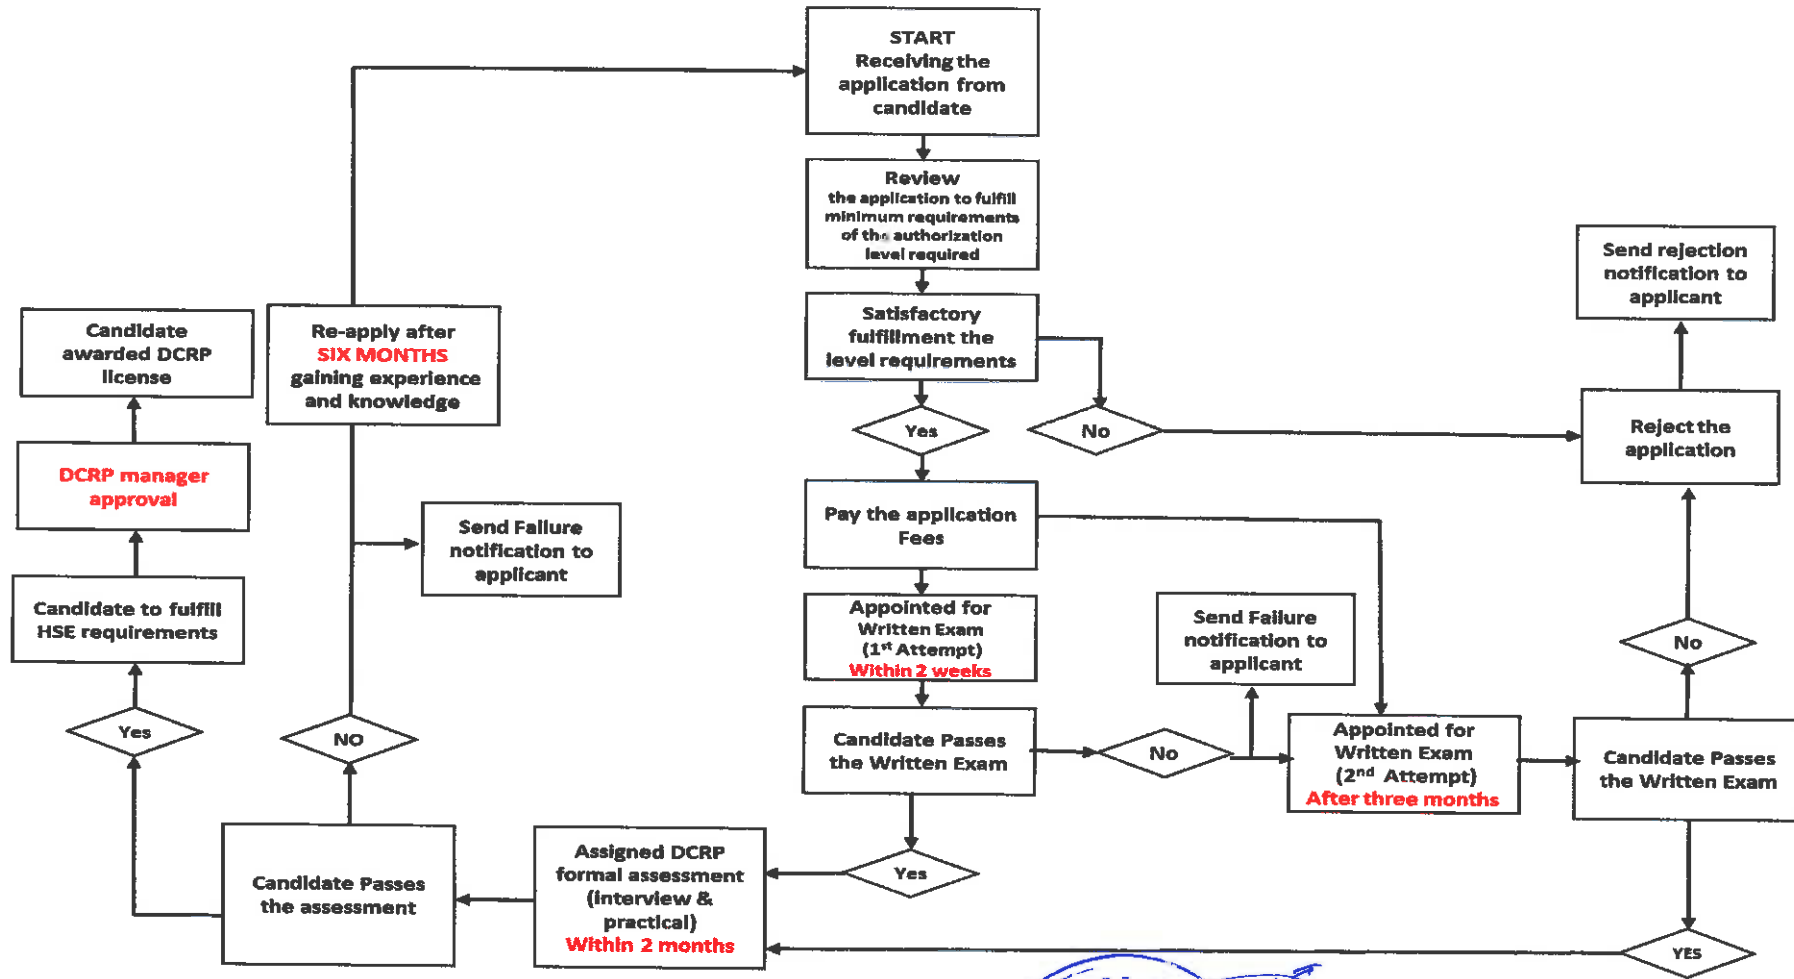 START
Receiving the
application from
candidate
Review
the application to fulfill
minimum requirements
of the authorization
level required
Satisfactory
fulfillment the
level requirements
Yes
No
Send rejection
notification to
applicant
Reject the
application
Pay the application
Fees
Appointed for
Written Exam
(1st Attempt)
Within 2 weeks
Candidate Passes
the Written Exam
No
Send Failure
notification to
applicant
Appointed for
Written Exam
(2nd Attempt)
After three months
Candidate Passes
the Written Exam
No
YES
Yes
Assigned DCRP
formal assessment
(interview &
practical)
Within 2 months
Candidate Passes
the assessment
NO
Send Failure
notification to
applicant
Re-apply after
SIX MONTHS
gaining experience
and knowledge
Yes
Candidate to fulfill
HSE requirements
DCRP manager
approval
Candidate
awarded DCRP
license